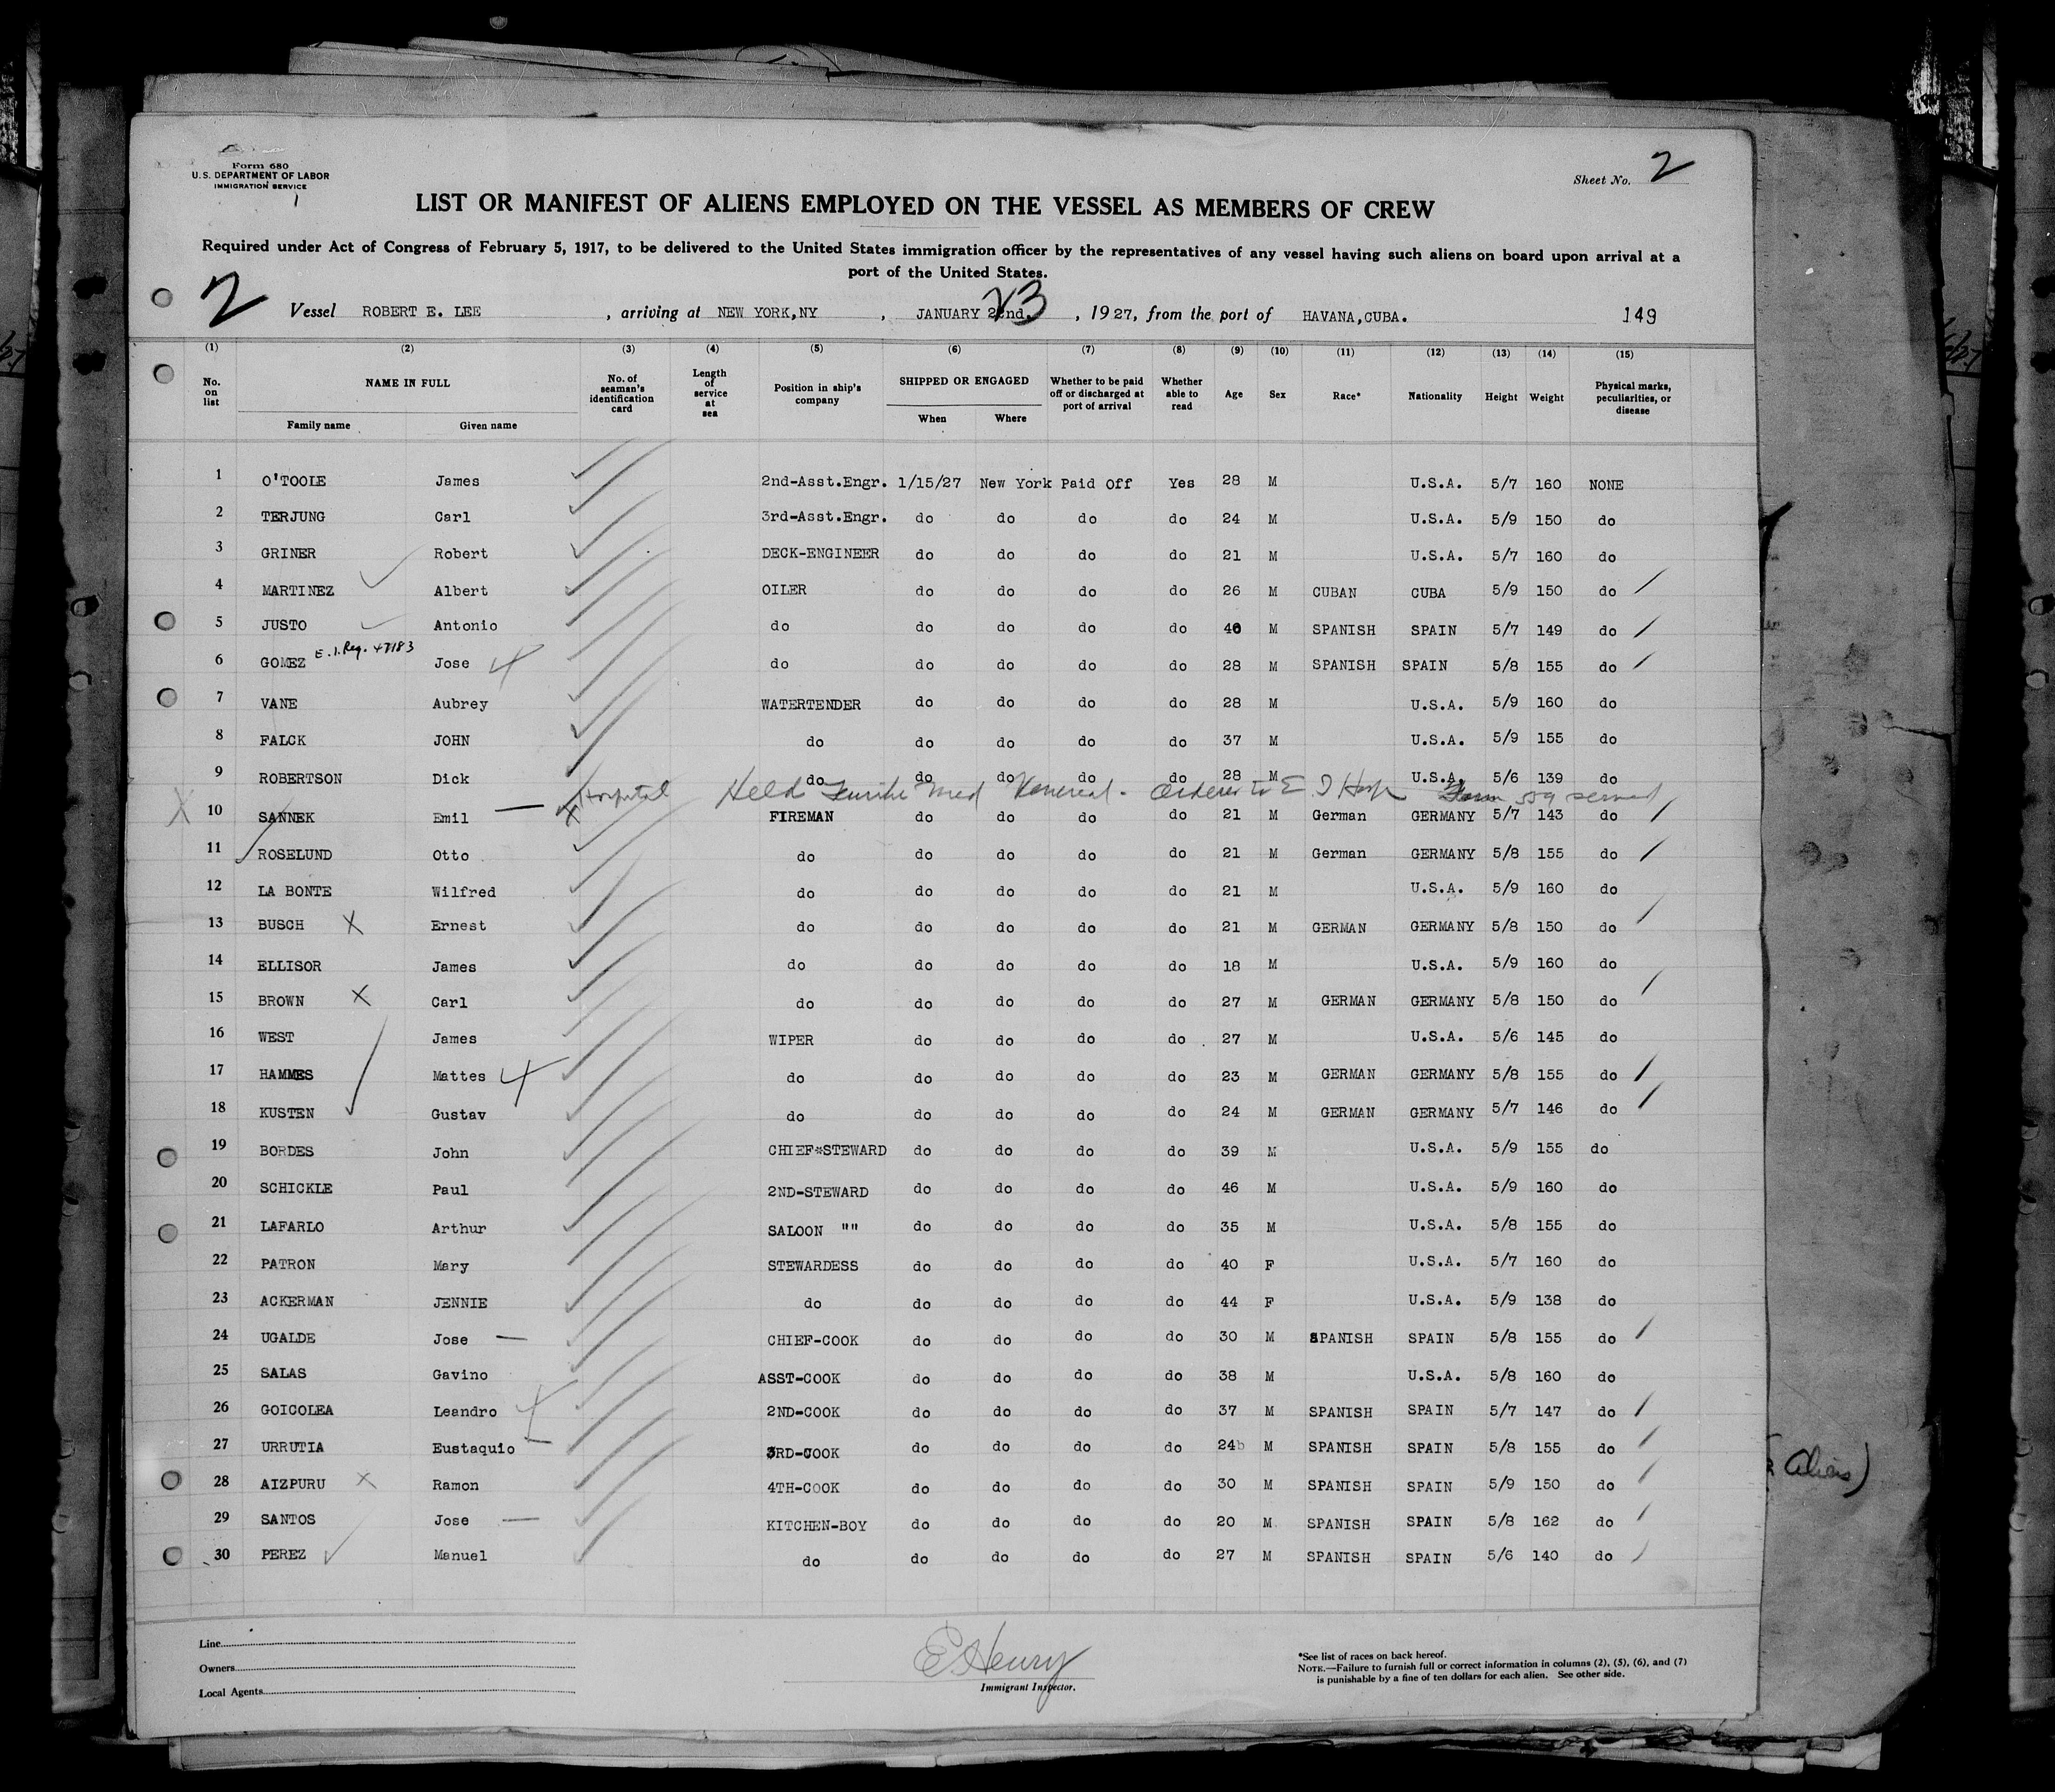 Form 680
U.S. DEPARTMENT OF LABOR
IMMIGRATION SERVICE
Sheet No. 2
LIST OR MANIFEST OF ALIENS EMPLOYED ON THE VESSEL AS MEMBERS OF CREW
Required under Act of Congress of February 5, 1917, to be delivered to the United States immigration officer by the representatives of any vessel having such aliens on board upon arrival at a
port of the United States.
2 Vessel ROBERT E. LEE , arriving at NEW YORK,NY , JANUARY 22nd. 23 , 1927, from the port of HAVANA,CUBA. 149
(1) (2) (3) (4) (5) (6) (7) (8) (9) (10) (11) (12) (13) (14) (15)
No. on list NAME IN FULL No. of seaman's identification card Length of service at sea Position in ship's company SHIPPED OR ENGAGED Whether to be paid off or discharged at port of arrival Whether able to read Age Sex Race* Nationality Height Weight Physical marks, peculiarities, or disease
Family name Given name When Where
1 O'TOOLE James 2nd-Asst.Engr. 1/15/27 New York Paid Off Yes 28 M U.S.A. 5/7 160 NONE
2 TERJUNG Carl 3rd-Asst.Engr. do do do do 24 M U.S.A. 5/9 150 do
3 GRINER Robert DECK-ENGINEER do do do do 21 M U.S.A. 5/7 160 do
4 MARTINEZ Albert OILER do do do do 26 M CUBAN CUBA 5/9 150 do
5 JUSTO Antonio do do do do do 40 M SPANISH SPAIN 5/7 149 do
6 GOMEZ E.I. Reg. 47183 Jose do do do do do 28 M SPANISH SPAIN 5/8 155 do
7 VANE Aubrey WATERTENDER do do do do 28 M U.S.A. 5/9 160 do
8 FALCK JOHN do do do do do 37 M U.S.A. 5/9 155 do
9 ROBERTSON Dick do do do do do 28 M U.S.A. 5/6 139 do
Hospital Held Med Venereal. Ordered to E I Hosp Form 559 served
10 SANNEK Emil FIREMAN do do do do 21 M German GERMANY 5/7 143 do
11 ROSELUND Otto do do do do do 21 M German GERMANY 5/8 155 do
12 LA BONTE Wilfred do do do do do 21 M U.S.A. 5/9 160 do
13 BUSCH X Ernest do do do do do 21 M GERMAN GERMANY 5/8 150 do
14 ELLISOR James do do do do do 18 M U.S.A. 5/9 160 do
15 BROWN X Carl do do do do do 27 M GERMAN GERMANY 5/8 150 do
16 WEST James WIPER do do do do 27 M U.S.A. 5/6 145 do
17 HAMMES Mattes do do do do do 23 M GERMAN GERMANY 5/8 155 do
18 KUSTEN Gustav do do do do do 24 M GERMAN GERMANY 5/7 146 do
19 BORDES John CHIEF*STEWARD do do do do 39 M U.S.A. 5/9 155 do
20 SCHICKLE Paul 2ND-STEWARD do do do do 46 M U.S.A. 5/9 160 do
21 LAFARLO Arthur SALOON "" do do do do 35 M U.S.A. 5/8 155 do
22 PATRON Mary STEWARDESS do do do do 40 F U.S.A. 5/7 160 do
23 ACKERMAN JENNIE do do do do do 44 F U.S.A. 5/9 138 do
24 UGALDE Jose CHIEF-COOK do do do do 30 M SPANISH SPAIN 5/8 155 do
25 SALAS Gavino ASST-COOK do do do do 38 M U.S.A. 5/8 160 do
26 GOICOLEA Leandro 2ND-COOK do do do do 37 M SPANISH SPAIN 5/7 147 do
27 URRUTIA Eustaquio 3RD-COOK do do do do 24 M SPANISH SPAIN 5/8 155 do
28 AIZPURU X Ramon 4TH-COOK do do do do 30 M SPANISH SPAIN 5/9 150 do
29 SANTOS Jose KITCHEN-BOY do do do do 20 M SPANISH SPAIN 5/8 162 do
30 PEREZ Manuel do do do do do 27 M SPANISH SPAIN 5/6 140 do
Aliens)
Line
Owners
Local Agents
E Henry
Immigrant Inspector.
*See list of races on back hereof.
NOTE.—Failure to furnish full or correct information in columns (2), (5), (6), and (7)
is punishable by a fine of ten dollars for each alien. See other side.